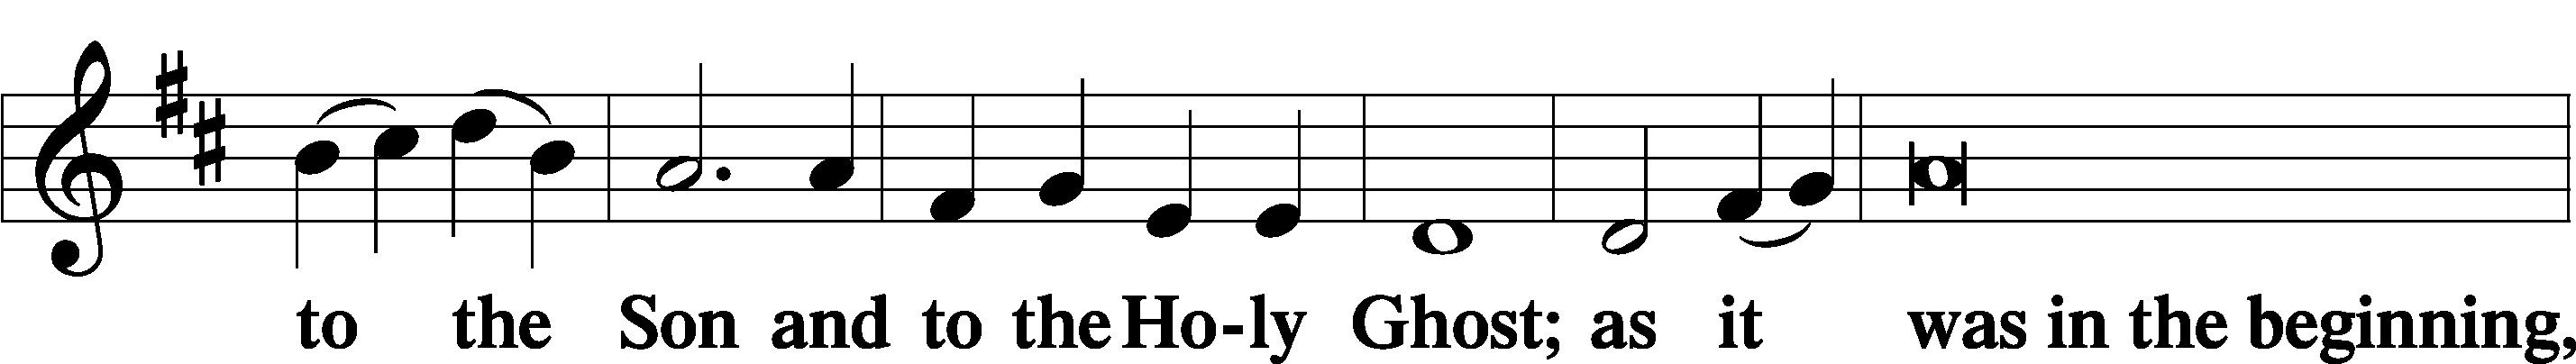 to the Son and to the Ho-ly Ghost; as it was in the beginning,